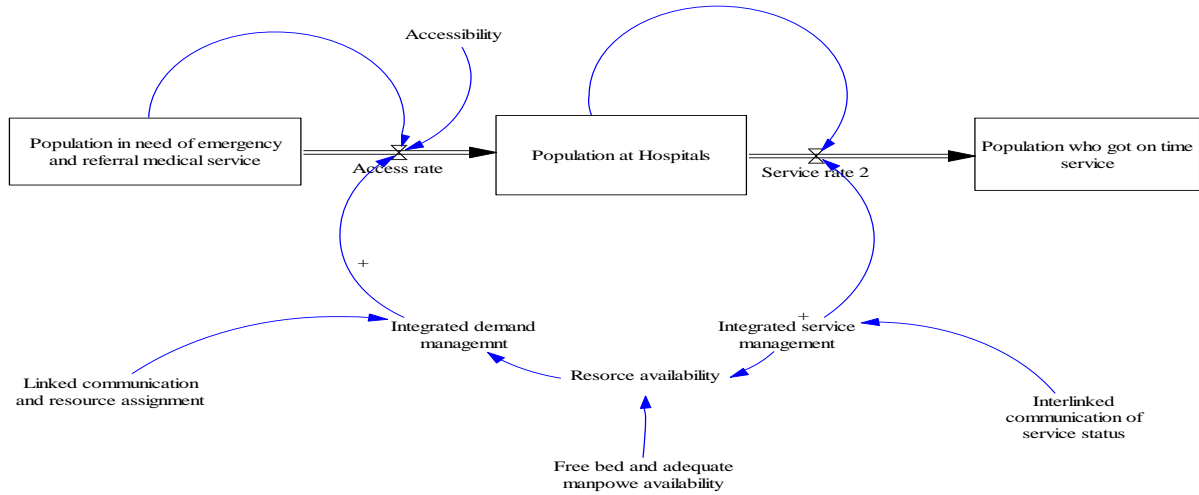 Accessibility
Population in need of emergency
and referral medical service
Access rate
Population at Hospitals
Service rate 2
Population who got on time
service
+
+
Integrated demand
managemnt
Integrated service
management
Resorce availability
Linked communication
and resource assignment
Interlinked
communication of
service status
Free bed and adequate
manpowe availability